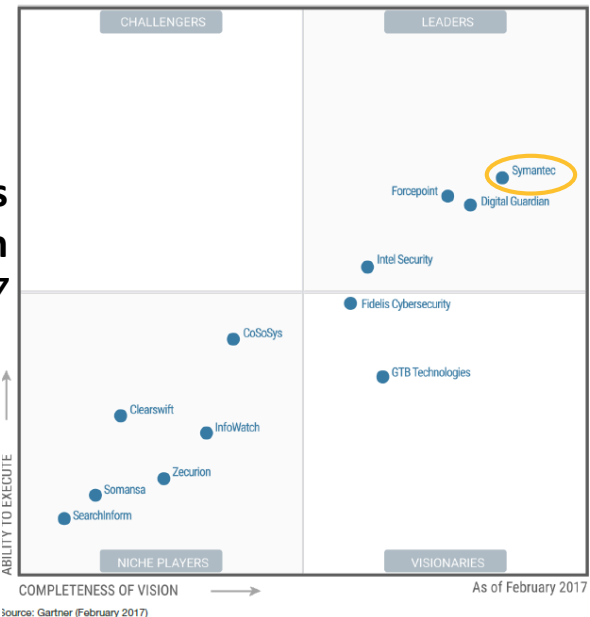 CHALLENGERS
LEADERS
Symantec
Forcepoint
Digital Guardian
Intel Security
Fidelis Cybersecurity
CoSoSys
GTB Technologies
Clearswift
InfoWatch
Zecurion
Somansa
SearchInform
ABILITY TO EXECUTE
NICHE PLAYERS
VISIONARIES
COMPLETENESS OF VISION
As of February 2017
Source: Gartner (February 2017)